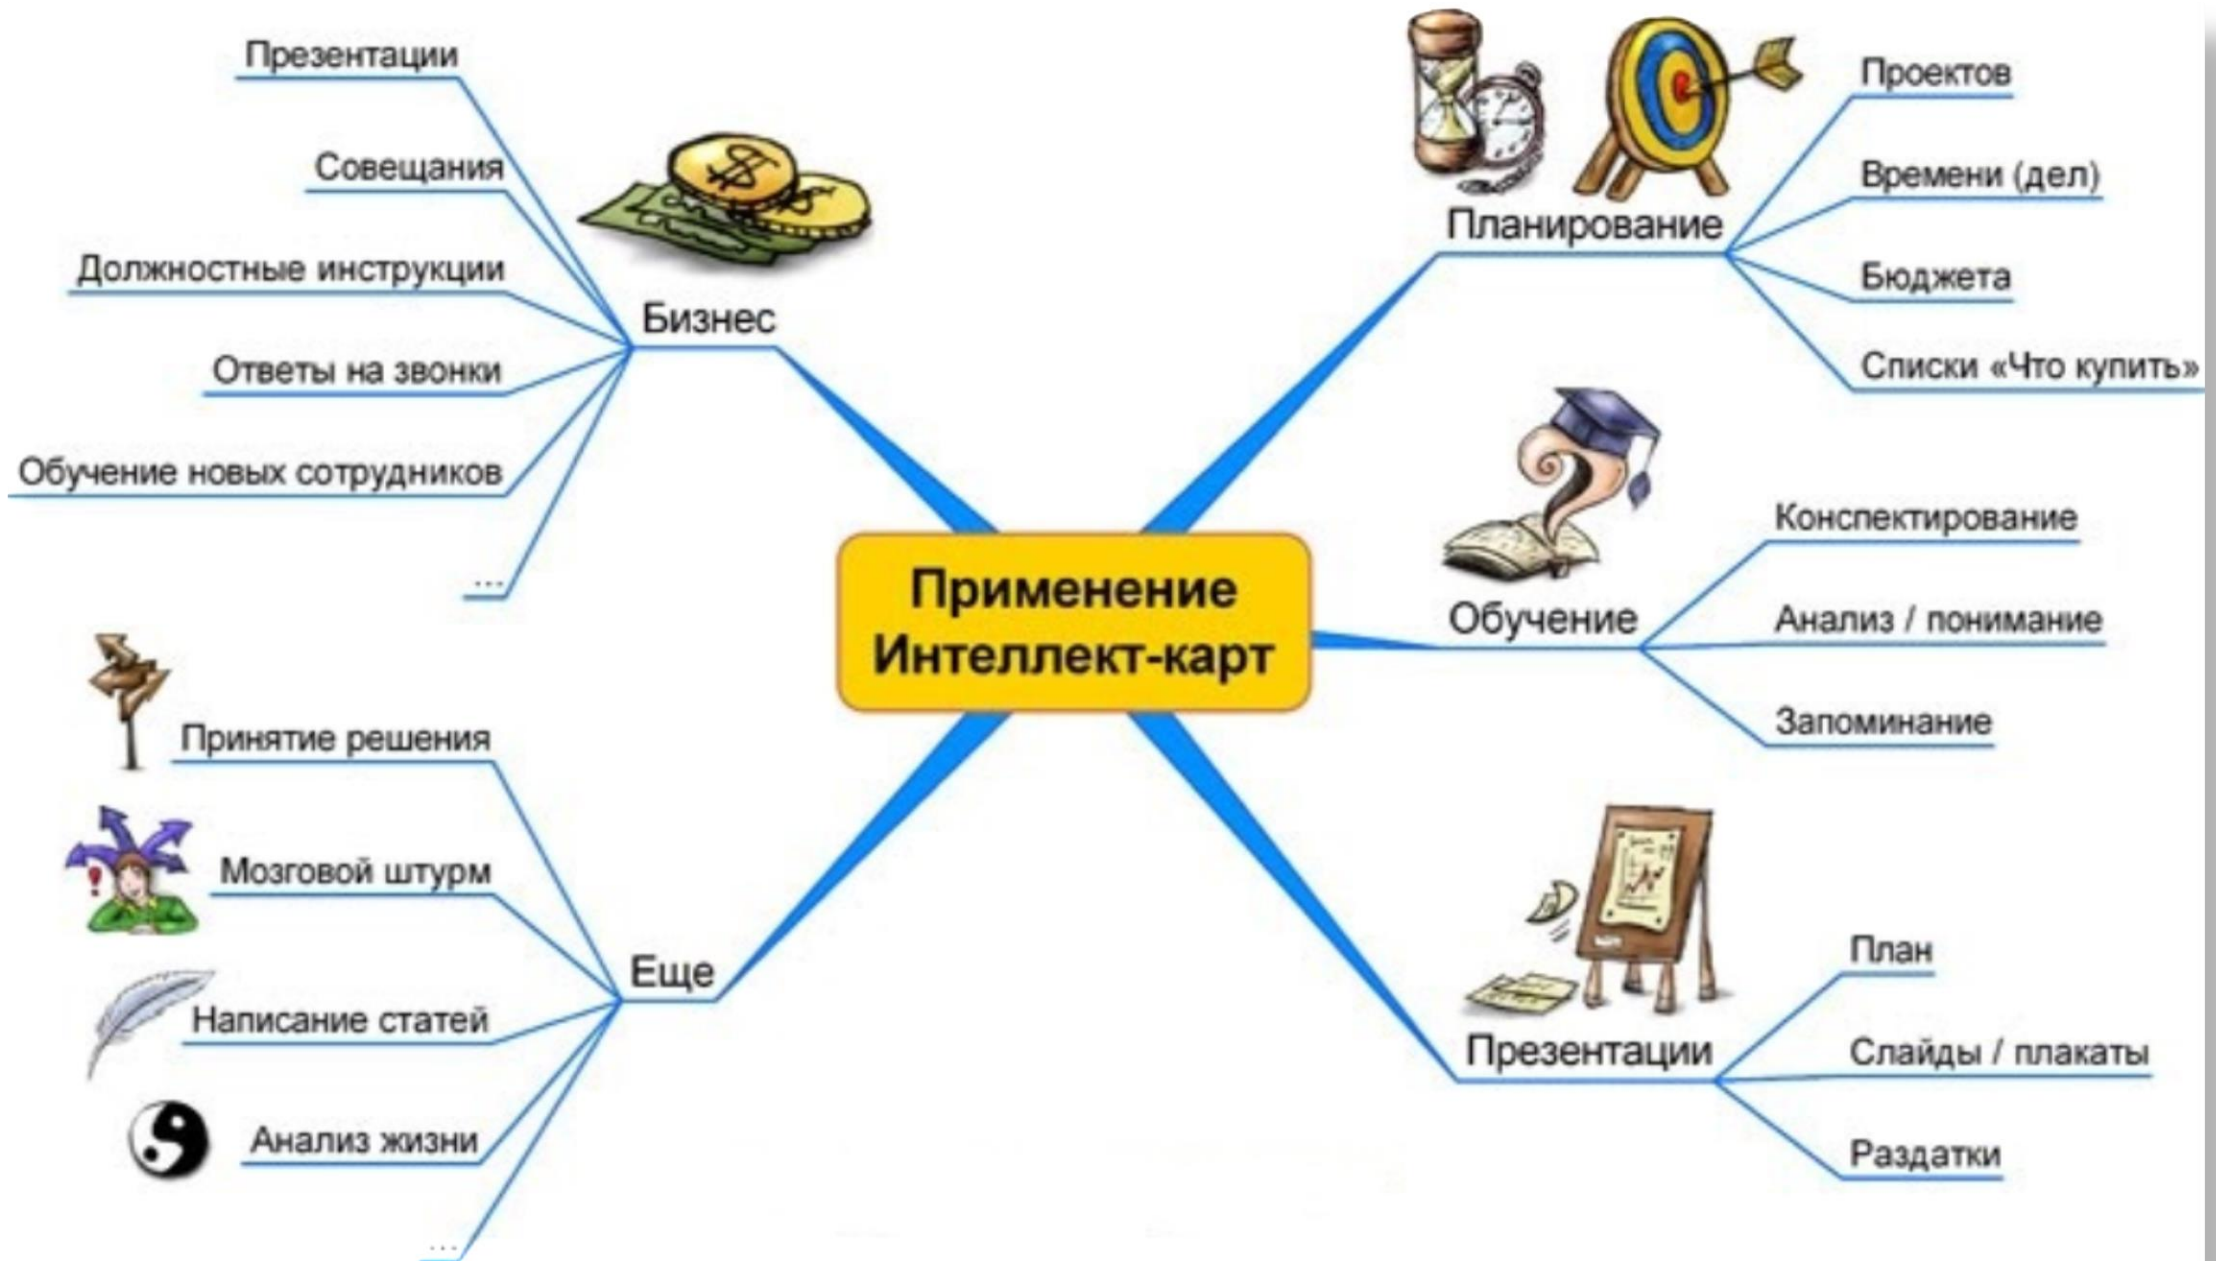 Презентации
Совещания
Должностные инструкции
Ответы на звонки
Обучение новых сотрудников
...
Бизнес
Планирование
Проектов
Времени (дел)
Бюджета
Списки «Что купить»
Применение
Интеллект-карт
Обучение
Конспектирование
Анализ / понимание
Запоминание
Принятие решения
Мозговой штурм
Написание статей
Анализ жизни
...
Еще
Презентации
План
Слайды / плакаты
Раздатки